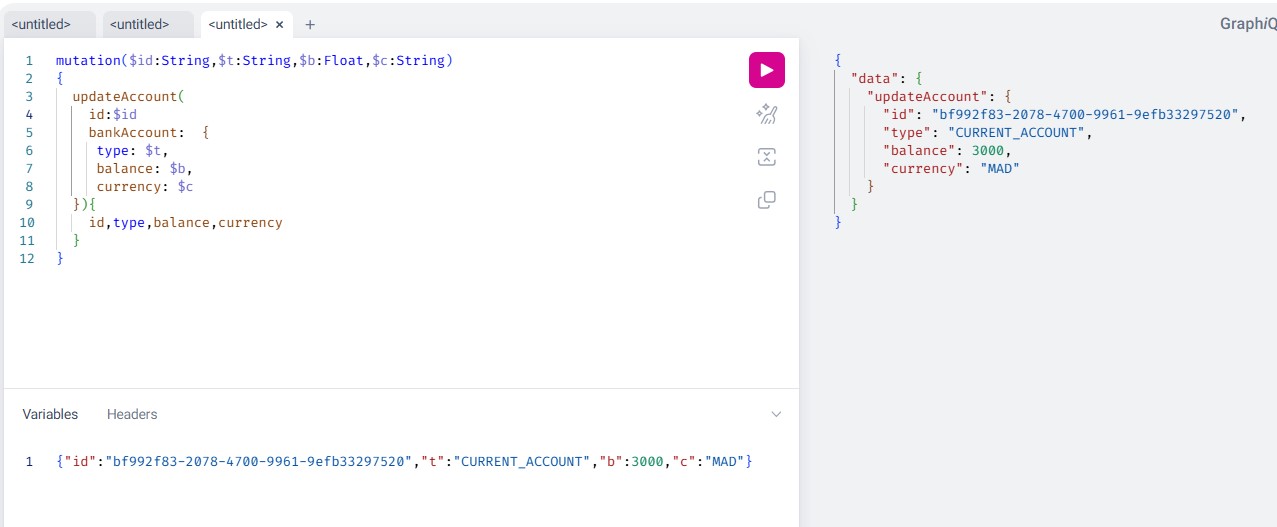 <untitled> <untitled> <untitled> × + GraphiQ
1 mutation($id:String,$t:String,$b:Float,$c:String)
2 {
3 updateAccount(
4 id:$id
5 bankAccount:  {
6 type: $t,
7 balance: $b,
8 currency: $c
9 }){
10 id,type,balance,currency
11 }
12 }
Variables Headers
1 {"id":"bf992f83-2078-4700-9961-9efb33297520","t":"CURRENT_ACCOUNT","b":3000,"c":"MAD"}
{
"data": {
"updateAccount": {
"id": "bf992f83-2078-4700-9961-9efb33297520",
"type": "CURRENT_ACCOUNT",
"balance": 3000,
"currency": "MAD"
}
}
}